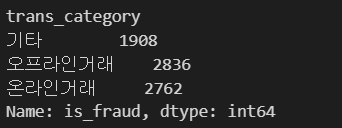 trans_category
기타 1908
오프라인거래 2836
온라인거래 2762
Name: is_fraud, dtype: int64